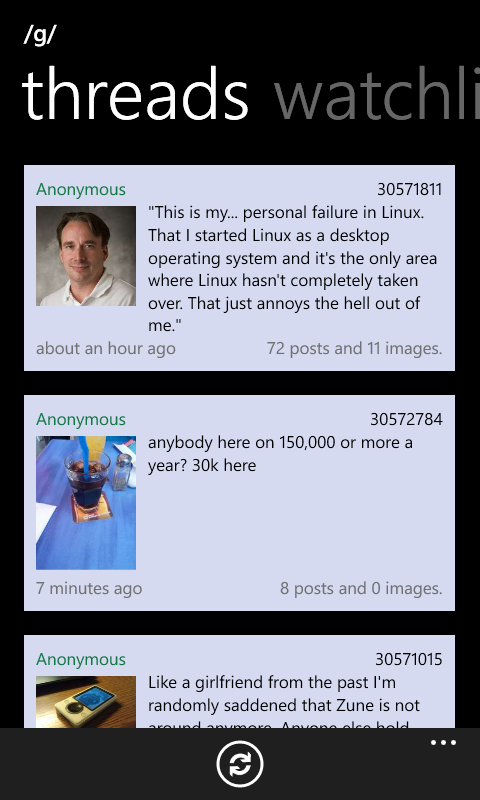 /g/
threads watchli
Anonymous 30571811
"This is my... personal failure in Linux.
That I started Linux as a desktop
operating system and it's the only area
where Linux hasn't completely taken
over. That just annoys the hell out of
me."
about an hour ago 72 posts and 11 images.
Anonymous 30572784
anybody here on 150,000 or more a
year? 30k here
7 minutes ago 8 posts and 0 images.
Anonymous 30571015
Like a girlfriend from the past I'm
randomly saddened that Zune is not
around anymore. Anyone else hold